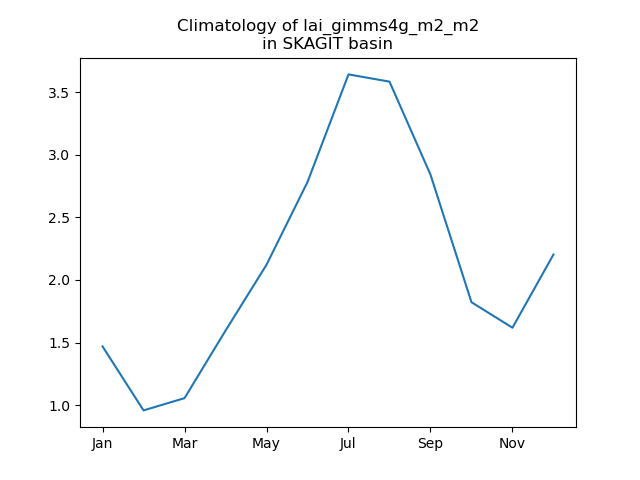 Climatology of lai_gimms4g_m2_m2
in SKAGIT basin
3.5
3.0
2.5
2.0
1.5
1.0
Jan
Mar
May
Jul
Sep
Nov